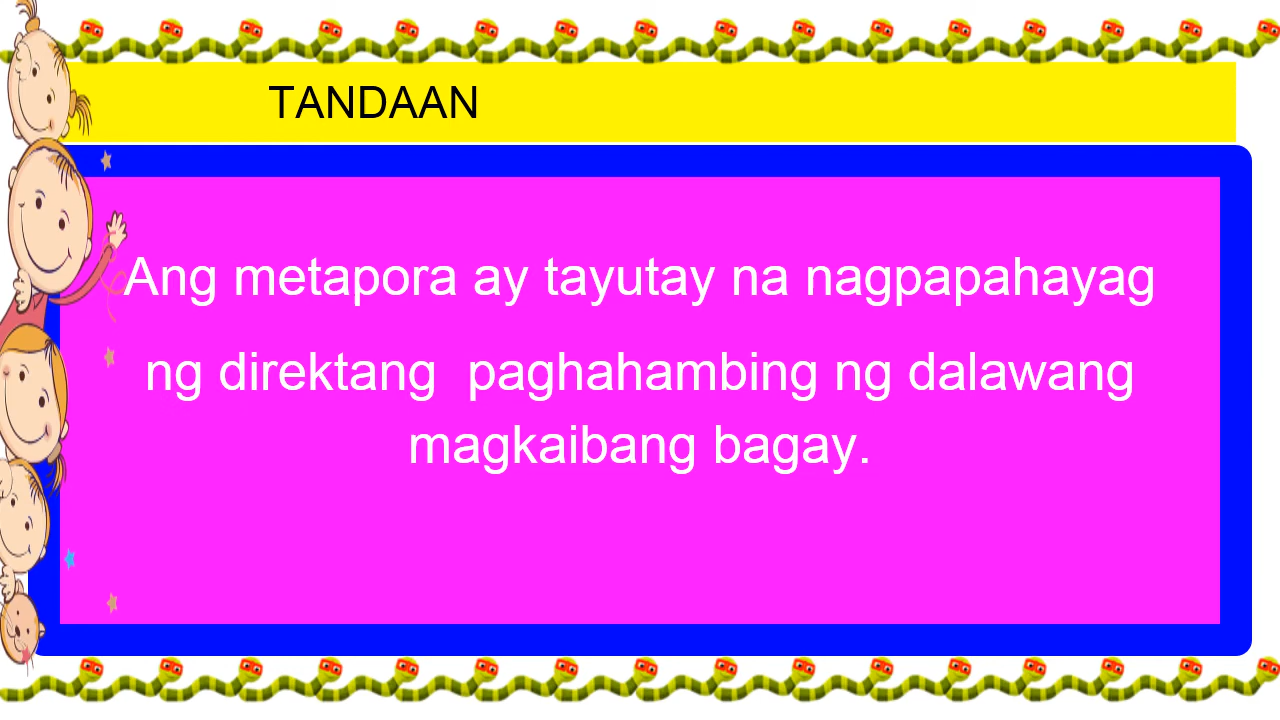 TANDAAN
Ang metapora ay tayutay na nagpapahayag
ng direktang  paghahambing ng dalawang
magkaibang bagay.